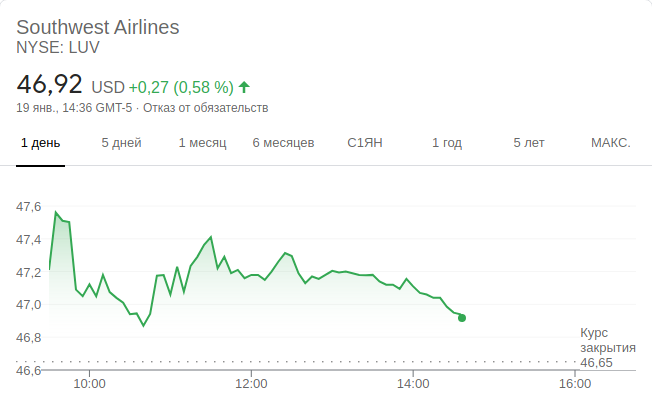 Southwest Airlines
NYSE: LUV
46,92 USD +0,27 (0,58 %)
19 янв., 14:36 GMT-5 · Отказ от обязательств
1 день 5 дней 1 месяц 6 месяцев С1ЯН 1 год 5 лет МАКС.
47,6
47,4
47,2
47,0
46,8
46,6
Курс
закрытия
46,65
10:00 12:00 14:00 16:00